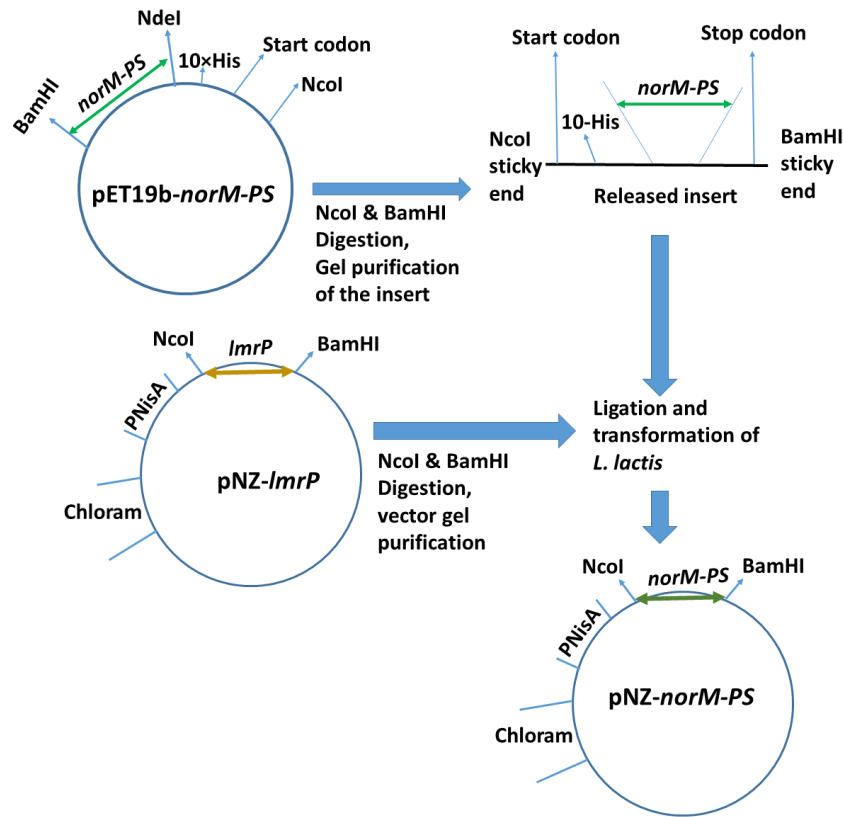 NdeI
10×His
Start codon
NcoI
norM-PS
BamHI
pET19b-norM-PS
NcoI & BamHI
Digestion,
Gel purification
of the insert
Start codon
Stop codon
norM-PS
10-His
NcoI
sticky
end
BamHI
sticky
end
Released insert
NcoI
lmrP
BamHI
PNisA
Chloram
pNZ-lmrP
NcoI & BamHI
Digestion,
vector gel
purification
Ligation and
transformation of
L. lactis
NcoI
norM-PS
BamHI
PNisA
Chloram
pNZ-norM-PS